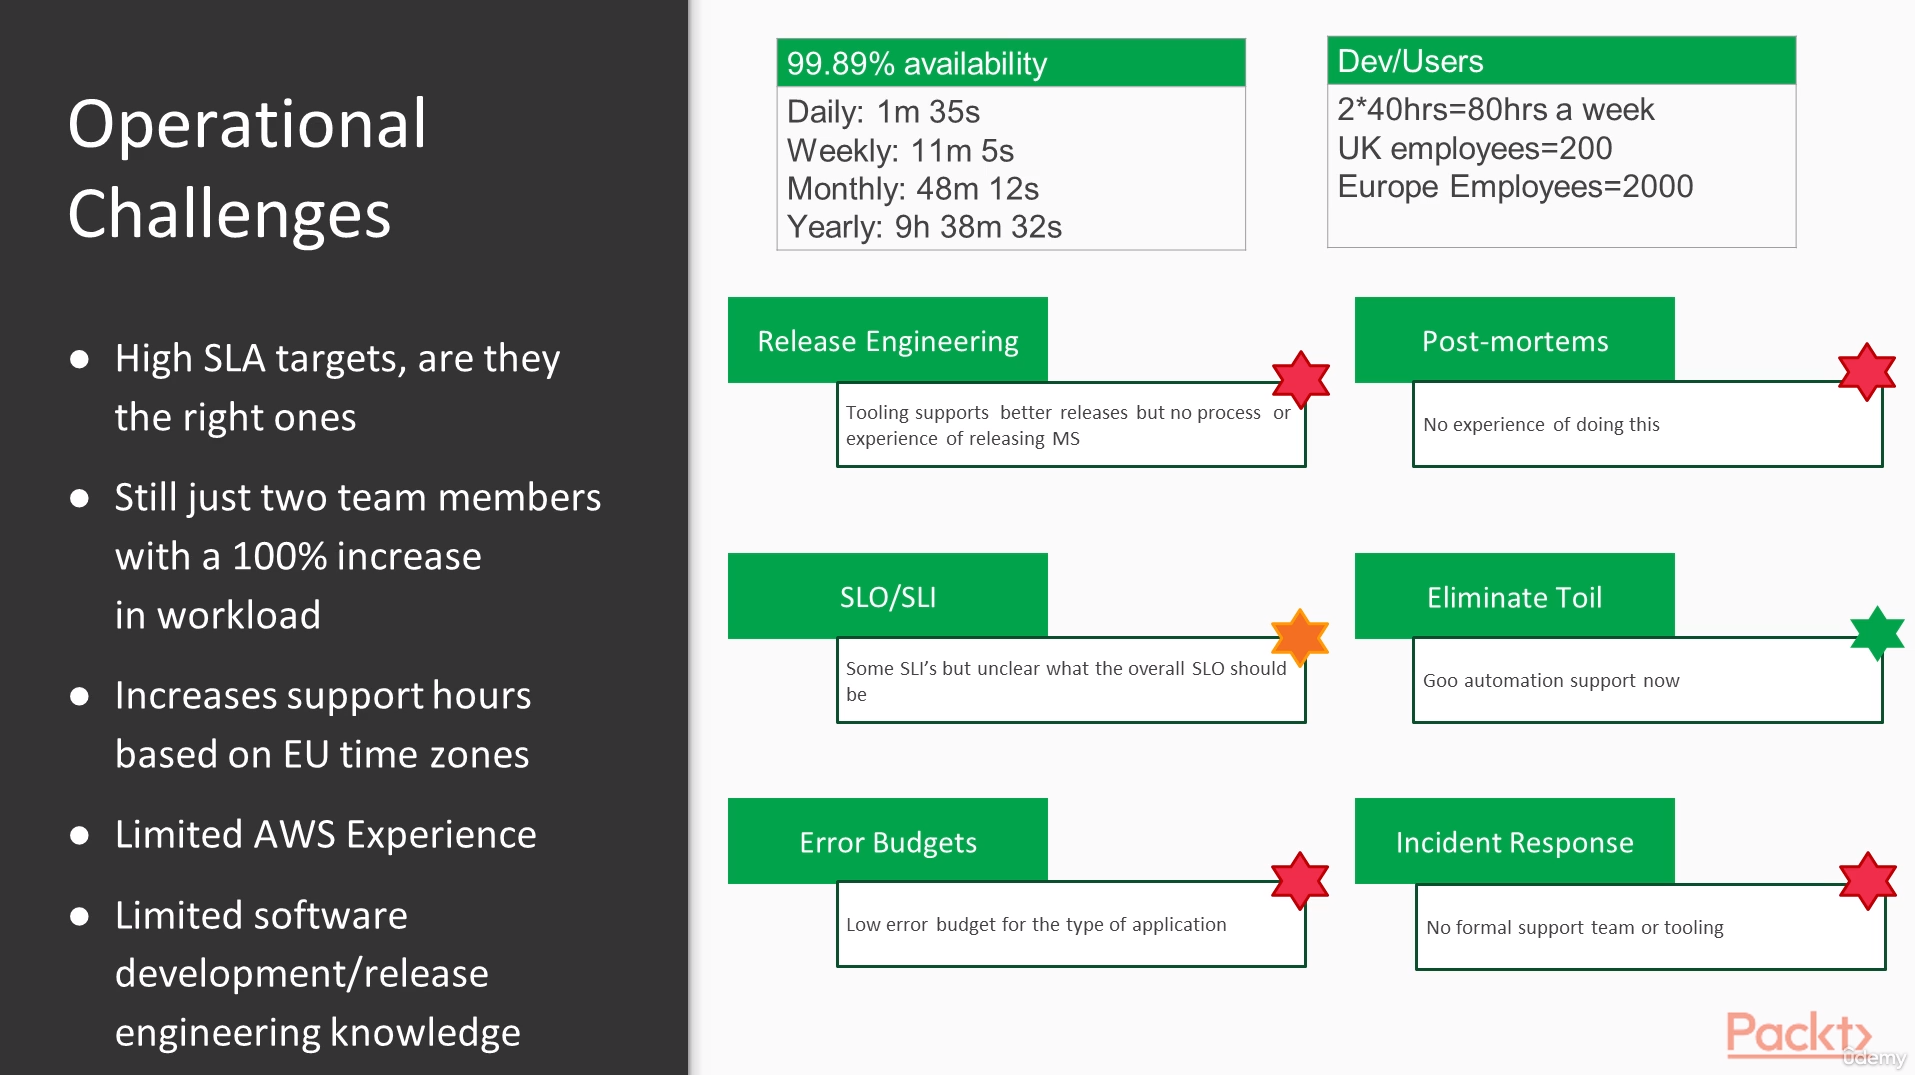 Operational
Challenges
● High SLA targets, are they
the right ones
● Still just two team members
with a 100% increase
in workload
● Increases support hours
based on EU time zones
● Limited AWS Experience
● Limited software
development/release
engineering knowledge
99.89% availability
Daily: 1m 35s
Weekly: 11m 5s
Monthly: 48m 12s
Yearly: 9h 38m 32s
Dev/Users
2*40hrs=80hrs a week
UK employees=200
Europe Employees=2000
Release Engineering
Tooling supports better releases but no process or
experience of releasing MS
Post-mortems
No experience of doing this
SLO/SLI
Some SLI’s but unclear what the overall SLO should
be
Eliminate Toil
Goo automation support now
Error Budgets
Low error budget for the type of application
Incident Response
No formal support team or tooling
Packt
ûdemy